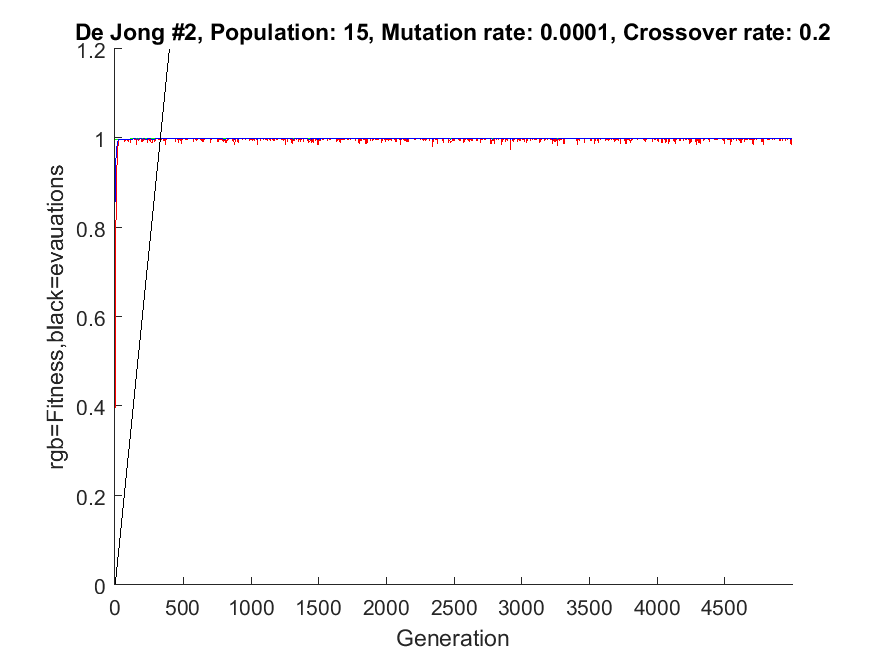 De Jong #2, Population: 15, Mutation rate: 0.0001, Crossover rate: 0.2
1.2
1
0.8
0.6
0.4
0.2
0
rgb=Fitness,black=evauations
0 500 1000 1500 2000 2500 3000 3500 4000 4500
Generation